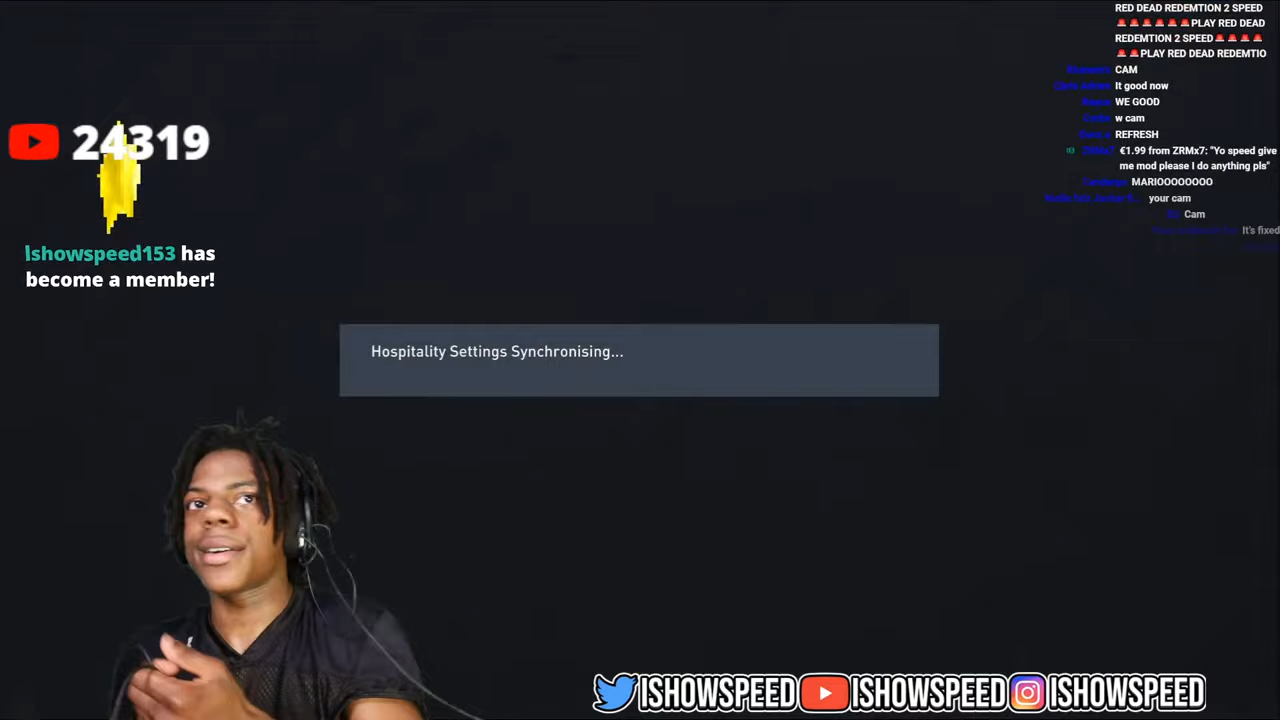 RED DEAD REDEMTION 2 SPEED
🚨🚨🚨🚨🚨🚨PLAY RED DEAD
REDEMTION 2 SPEED🚨🚨🚨🚨
🚨🚨PLAY RED DEAD REDEMTIO
CAM
It good now
WE GOOD
w cam
REFRESH
€1.99 from ZRMx7: "Yo speed give
me mod please I do anything pls"
MARIOOOOOOOO
your cam
Cam
It's fixed
24319
Ishowspeed153 has
become a member!
Hospitality Settings Synchronising...
ISHOWSPEED ISHOWSPEED ISHOWSPEED